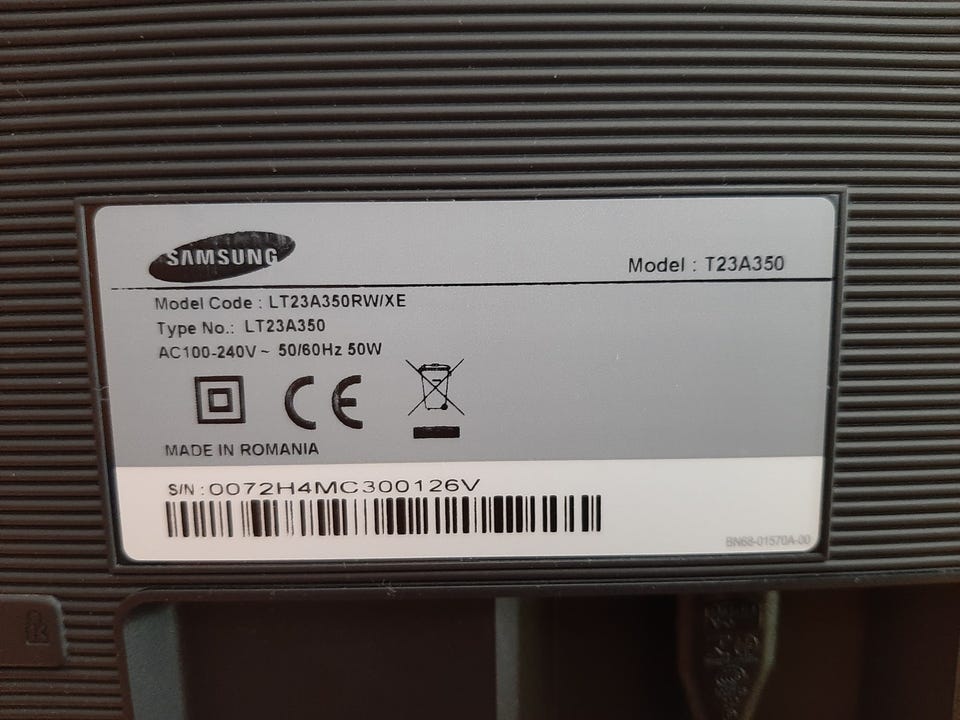 SAMSUNG
Model : T23A350
Model Code : LT23A350RW/XE
Type No.: LT23A350
AC100-240V ~ 50/60Hz 50W
CE
MADE IN ROMANIA
S/N : 0072H4MC300126V
BN68-01570A-00